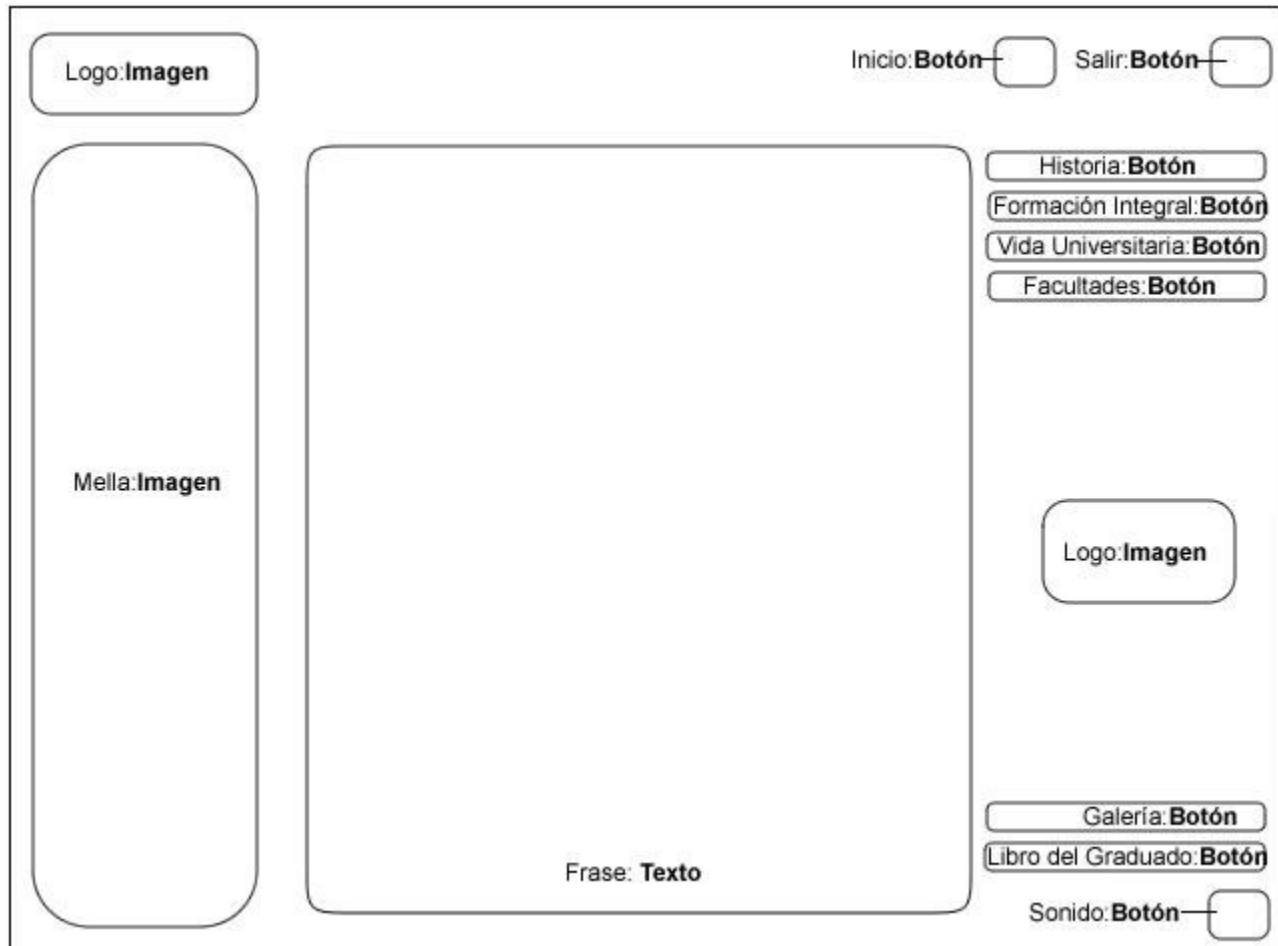 Logo:Imagen
Inicio:Botón
Salir:Botón
Historia:Botón
Formación Integral:Botón
Vida Universitaria:Botón
Facultades:Botón
Mella:Imagen
Logo:Imagen
Galería:Botón
Libro del Graduado:Botón
Frase: Texto
Sonido:Botón